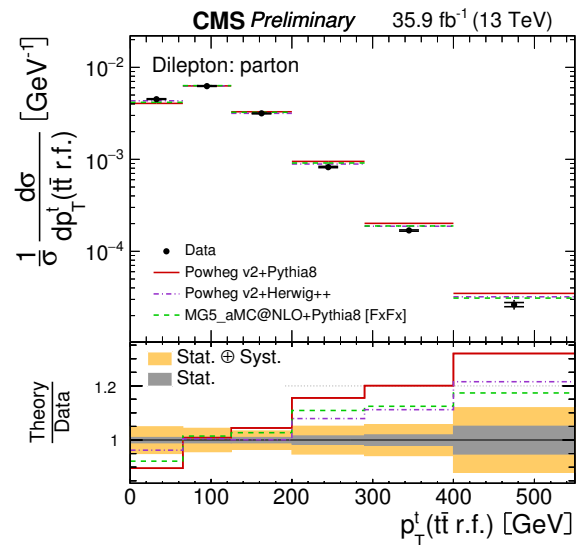 CMS Preliminary 35.9 fb⁻¹ (13 TeV)
Dilepton: parton
1/σ dσ/dp_T^t(tt̄ r.f.) [GeV⁻¹]
10⁻²
10⁻³
10⁻⁴
Data
Powheg v2+Pythia8
Powheg v2+Herwig++
MG5_aMC@NLO+Pythia8 [FxFx]
Stat. ⊕ Syst.
Stat.
Theory/Data
1.2
1
0 100 200 300 400 500
p_T^t(tt̄ r.f.) [GeV]